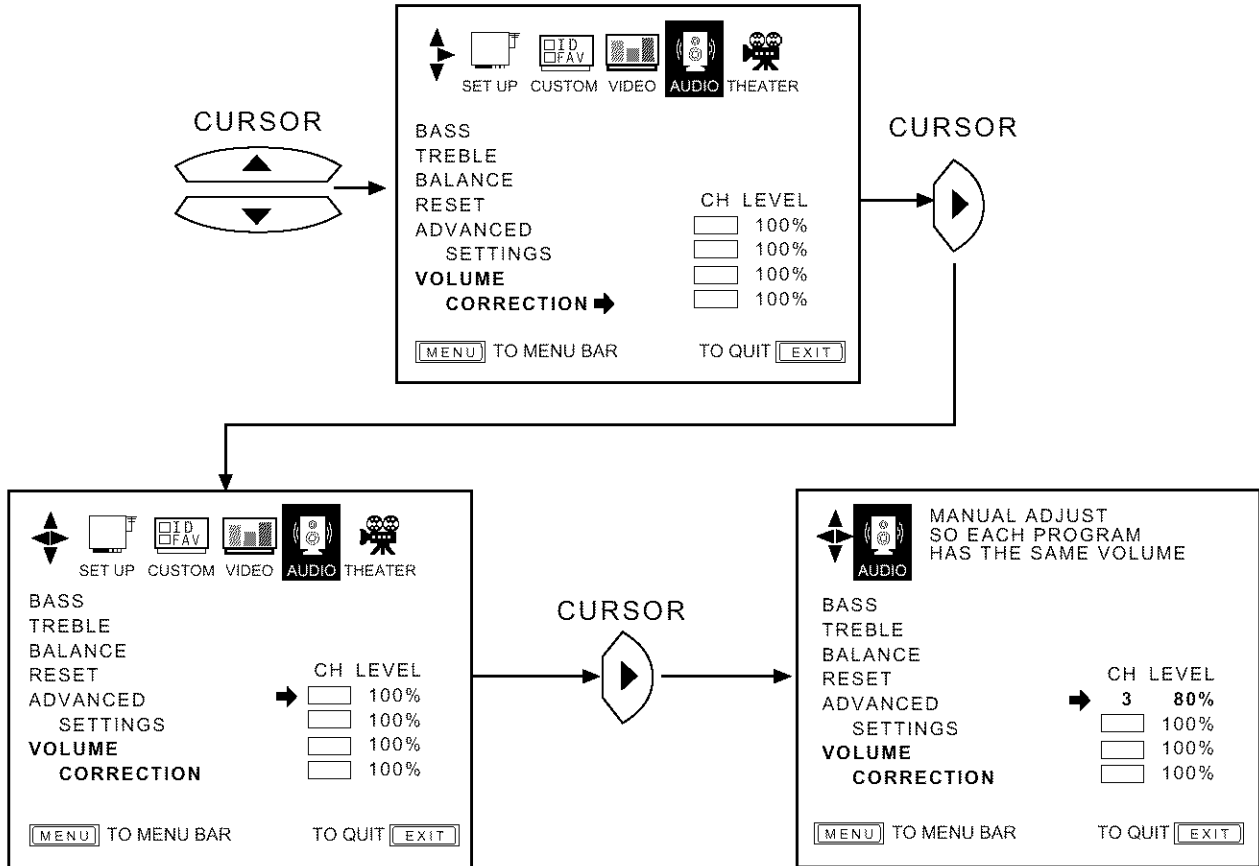 CURSOR
ID
FAV
SET UP CUSTOM VIDEO AUDIO THEATER
BASS
TREBLE
BALANCE
RESET
ADVANCED
SETTINGS
VOLUME
CORRECTION
CH LEVEL
100%
100%
100%
100%
MENU TO MENU BAR TO QUIT EXIT
CURSOR
ID
FAV
SET UP CUSTOM VIDEO AUDIO THEATER
BASS
TREBLE
BALANCE
RESET
ADVANCED
SETTINGS
VOLUME
CORRECTION
CH LEVEL
100%
100%
100%
100%
MENU TO MENU BAR TO QUIT EXIT
CURSOR
AUDIO
MANUAL ADJUST
SO EACH PROGRAM
HAS THE SAME VOLUME
BASS
TREBLE
BALANCE
RESET
ADVANCED
SETTINGS
VOLUME
CORRECTION
CH LEVEL
3 80%
100%
100%
100%
MENU TO MENU BAR TO QUIT EXIT